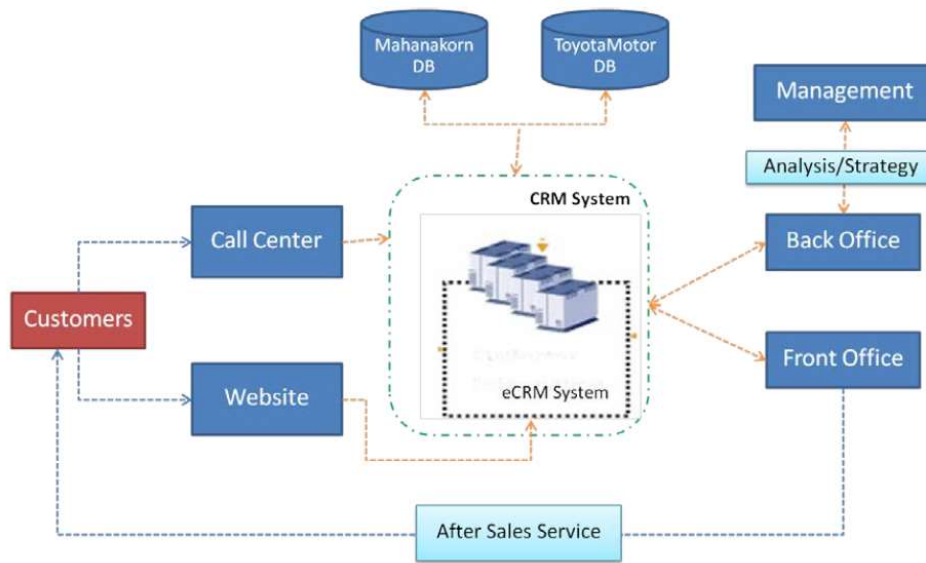 Mahanakorn
DB
ToyotaMotor
DB
Management
Analysis/Strategy
CRM System
Call Center
Back Office
Customers
Website
eCRM System
Front Office
After Sales Service